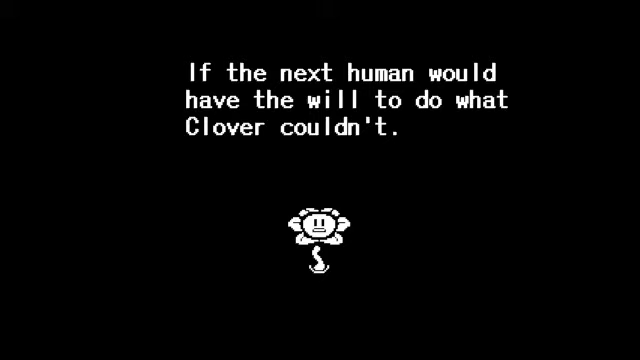 If the next human would
have the will to do what
Clover couldn't.